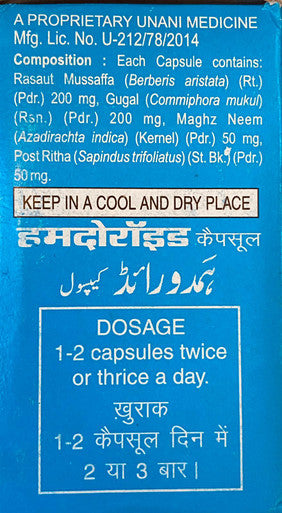 A PROPRIETARY UNANI MEDICINE
Mfg. Lic. No. U-212/78/2014
Composition : Each Capsule contains:
Rasaut Mussaffa (Berberis aristata) (Rt.)
(Pdr.) 200 mg, Gugal (Commiphora mukul)
(Rsn.) (Pdr.) 200 mg, Maghz Neem
(Azadirachta indica) (Kernel) (Pdr.) 50 mg,
Post Ritha (Sapindus trifoliatus) (St. Bk.) (Pdr.)
50 mg.
KEEP IN A COOL AND DRY PLACE
हमदोरॉइड कैपसूल
ہمدورائڈ کیپسول
DOSAGE
1-2 capsules twice
or thrice a day.
ख़ुराक
1-2 कैपसूल दिन में
2 या 3 बार।